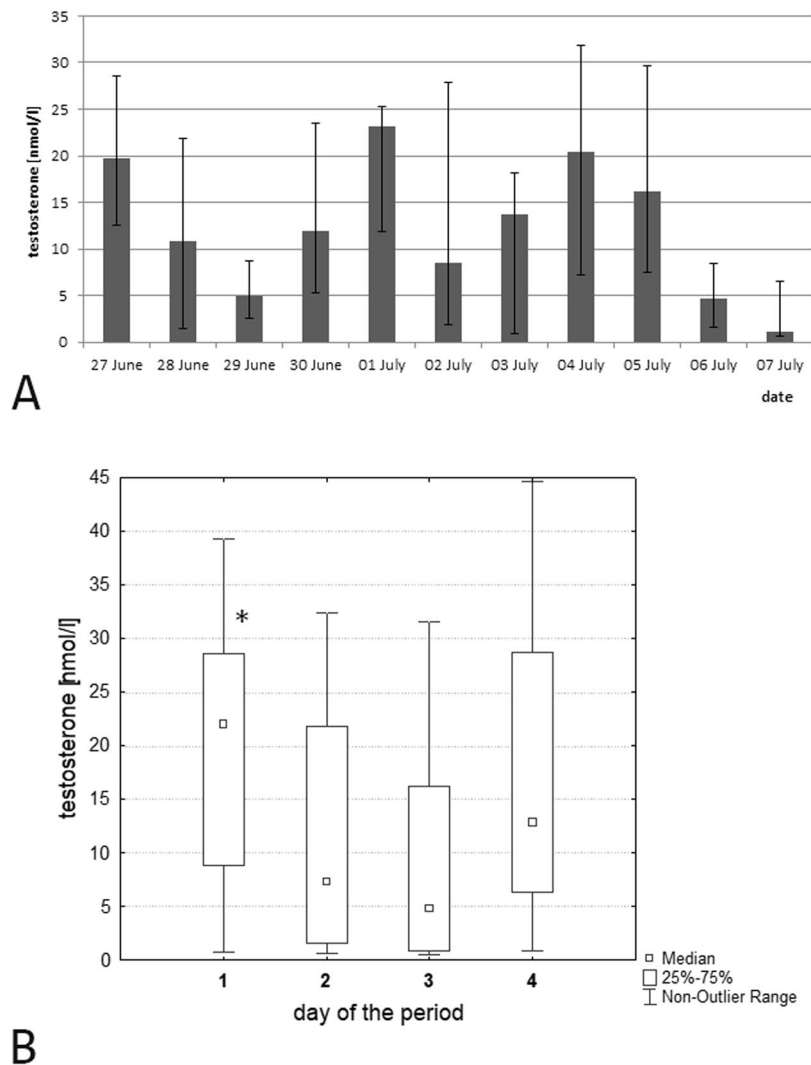 35
30
25
20
15
10
5
0
testosterone [nmol/l]
27 June 28 June 29 June 30 June 01 July 02 July 03 July 04 July 05 July 06 July 07 July
date
A
45
40
35
30
25
20
15
10
5
0
testosterone [nmol/l]
*
1 2 3 4
day of the period
Median
25%-75%
Non-Outlier Range
B